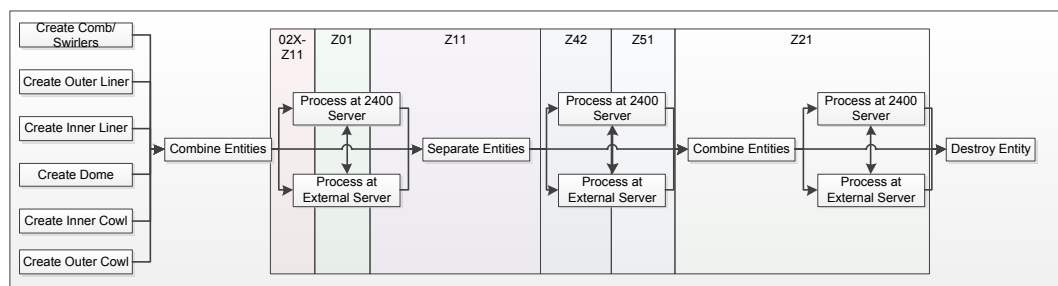 Create Comb/
Swirlers
Create Outer Liner
Create Inner Liner
Create Dome
Create Inner Cowl
Create Outer Cowl
Combine Entities
02X-
Z11
Z01
Z11
Z42
Z51
Z21
Process at 2400
Server
Process at
External Server
Separate Entities
Process at 2400
Server
Process at
External Server
Combine Entities
Process at 2400
Server
Process at
External Server
Destroy Entity